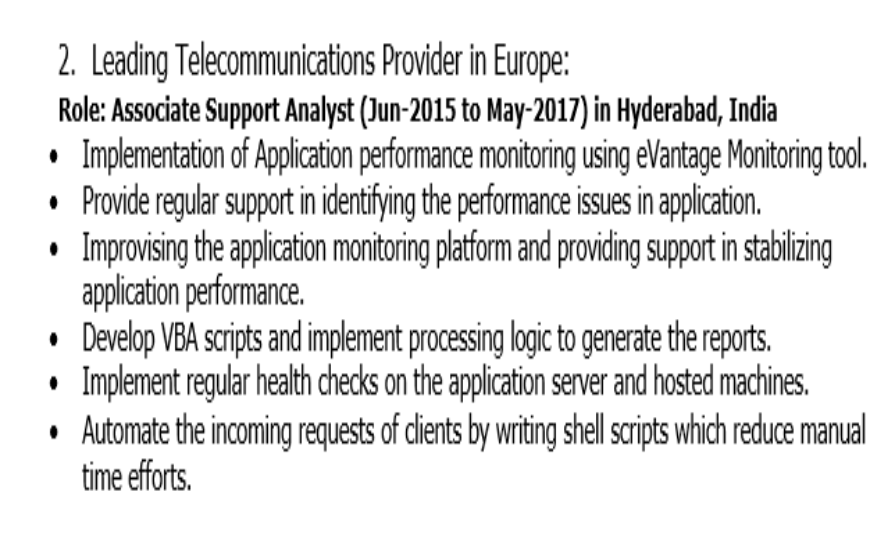 2. Leading Telecommunications Provider in Europe:
Role: Associate Support Analyst (Jun-2015 to May-2017) in Hyderabad, India
• Implementation of Application performance monitoring using eVantage Monitoring tool.
• Provide regular support in identifying the performance issues in application.
• Improvising the application monitoring platform and providing support in stabilizing
application performance.
• Develop VBA scripts and implement processing logic to generate the reports.
• Implement regular health checks on the application server and hosted machines.
• Automate the incoming requests of clients by writing shell scripts which reduce manual
time efforts.